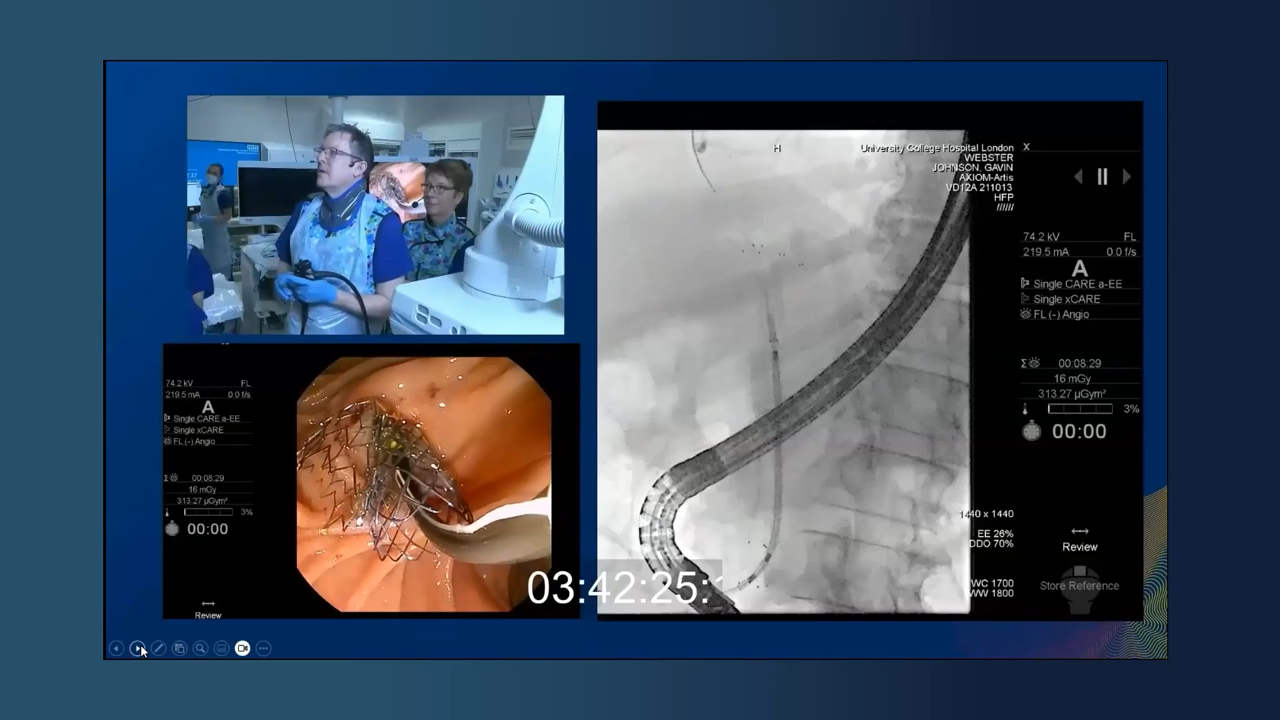 74.2 kV FL
219.5 mA 0.0 f/s
A
Single CARE a-EE
Single xCARE
FL (-) Angio
Σ 00:08:29
16 mGy
313.27 µGym²
3%
00:00
Review
03:42:25:
H
University College Hospital London
WEBSTER
JOHNSON, GAVIN
AXIOM-Artis
VD12A 211013
HFP
//////
1440 x 1440
EE 26%
DDO 70%
WC 1700
WW 1800
X
74.2 kV FL
219.5 mA 0.0 f/s
A
Single CARE a-EE
Single xCARE
FL (-) Angio
Σ 00:08:29
16 mGy
313.27 µGym²
3%
00:00
Review
Store Reference